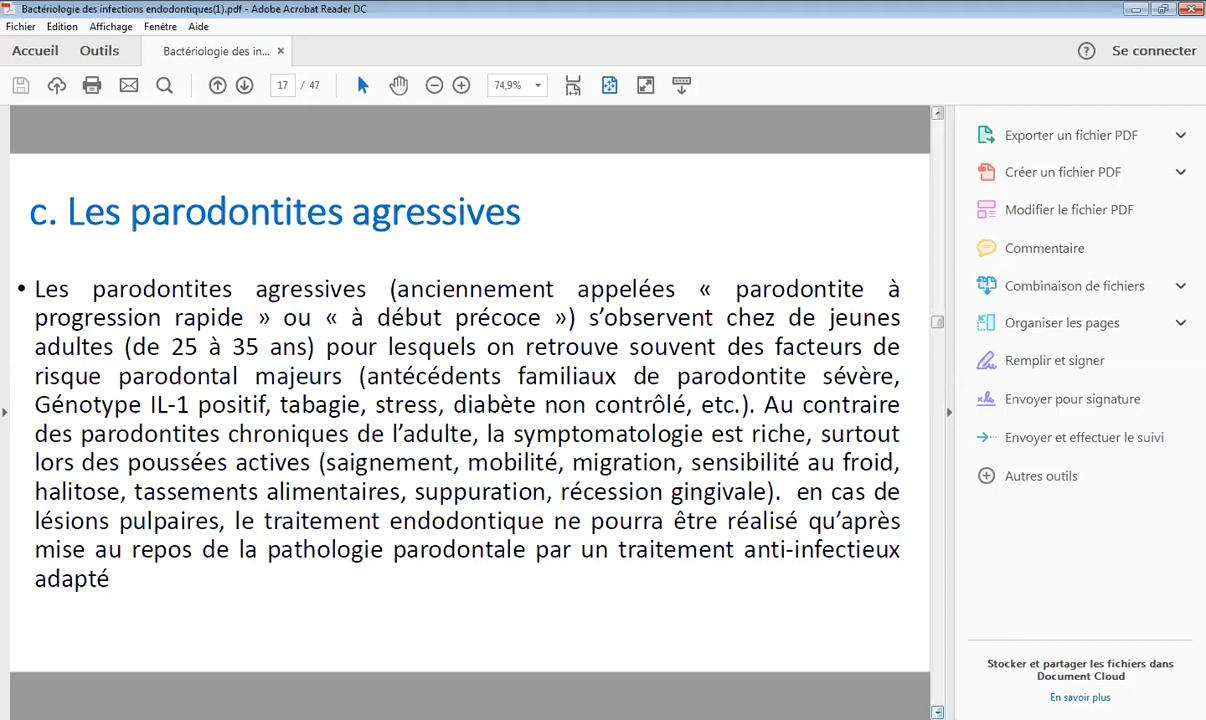 Bactériologie des infections endodontiques(1).pdf - Adobe Acrobat Reader DC
Fichier Edition Affichage Fenêtre Aide
Accueil Outils Bactériologie des in... × Se connecter
17 / 47 74,9%
c. Les parodontites agressives
• Les parodontites agressives (anciennement appelées « parodontite à
progression rapide » ou « à début précoce ») s’observent chez de jeunes
adultes (de 25 à 35 ans) pour lesquels on retrouve souvent des facteurs de
risque parodontal majeurs (antécédents familiaux de parodontite sévère,
Génotype IL-1 positif, tabagie, stress, diabète non contrôlé, etc.). Au contraire
des parodontites chroniques de l’adulte, la symptomatologie est riche, surtout
lors des poussées actives (saignement, mobilité, migration, sensibilité au froid,
halitose, tassements alimentaires, suppuration, récession gingivale). en cas de
lésions pulpaires, le traitement endodontique ne pourra être réalisé qu’après
mise au repos de la pathologie parodontale par un traitement anti-infectieux
adapté
Exporter un fichier PDF
Créer un fichier PDF
Modifier le fichier PDF
Commentaire
Combinaison de fichiers
Organiser les pages
Remplir et signer
Envoyer pour signature
Envoyer et effectuer le suivi
Autres outils
Stocker et partager les fichiers dans
Document Cloud
En savoir plus